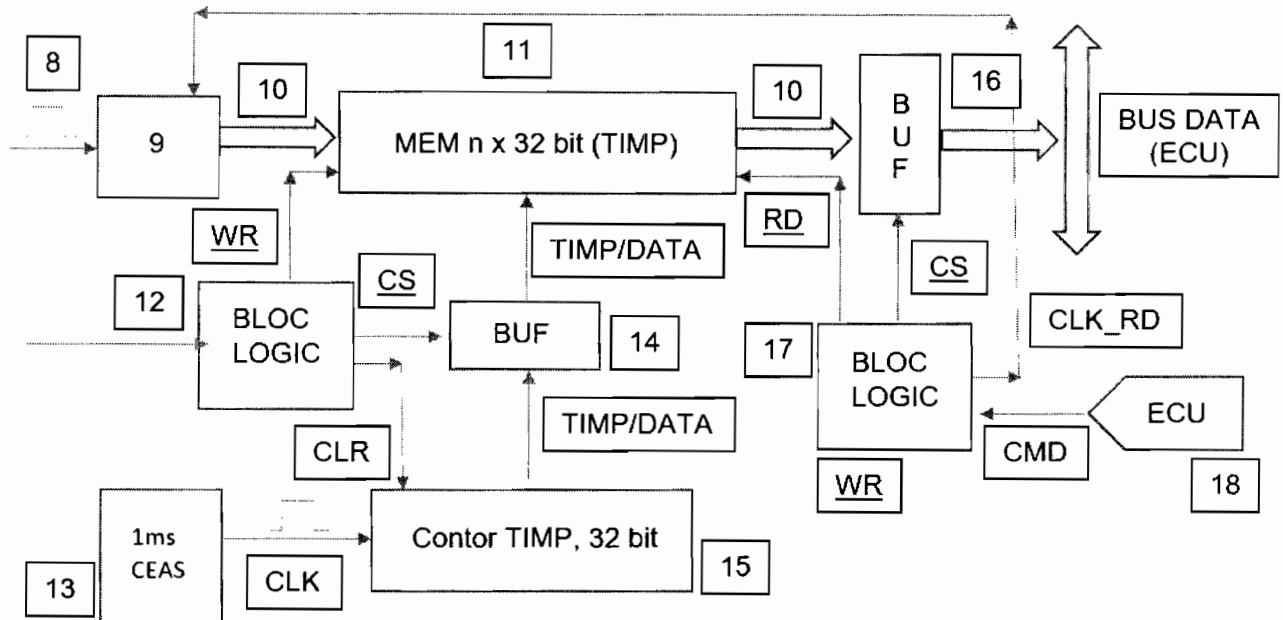 8
11
16
10
10
9
MEM n x 32 bit (TIMP)
B
U
F
BUS DATA
(ECU)
WR
RD
TIMP/DATA
CS
CS
12
BLOC
LOGIC
BUF
14
17
BLOC
LOGIC
CLK_RD
ECU
CLR
TIMP/DATA
CMD
WR
18
1ms
CEAS
Contor TIMP, 32 bit
13
CLK
15